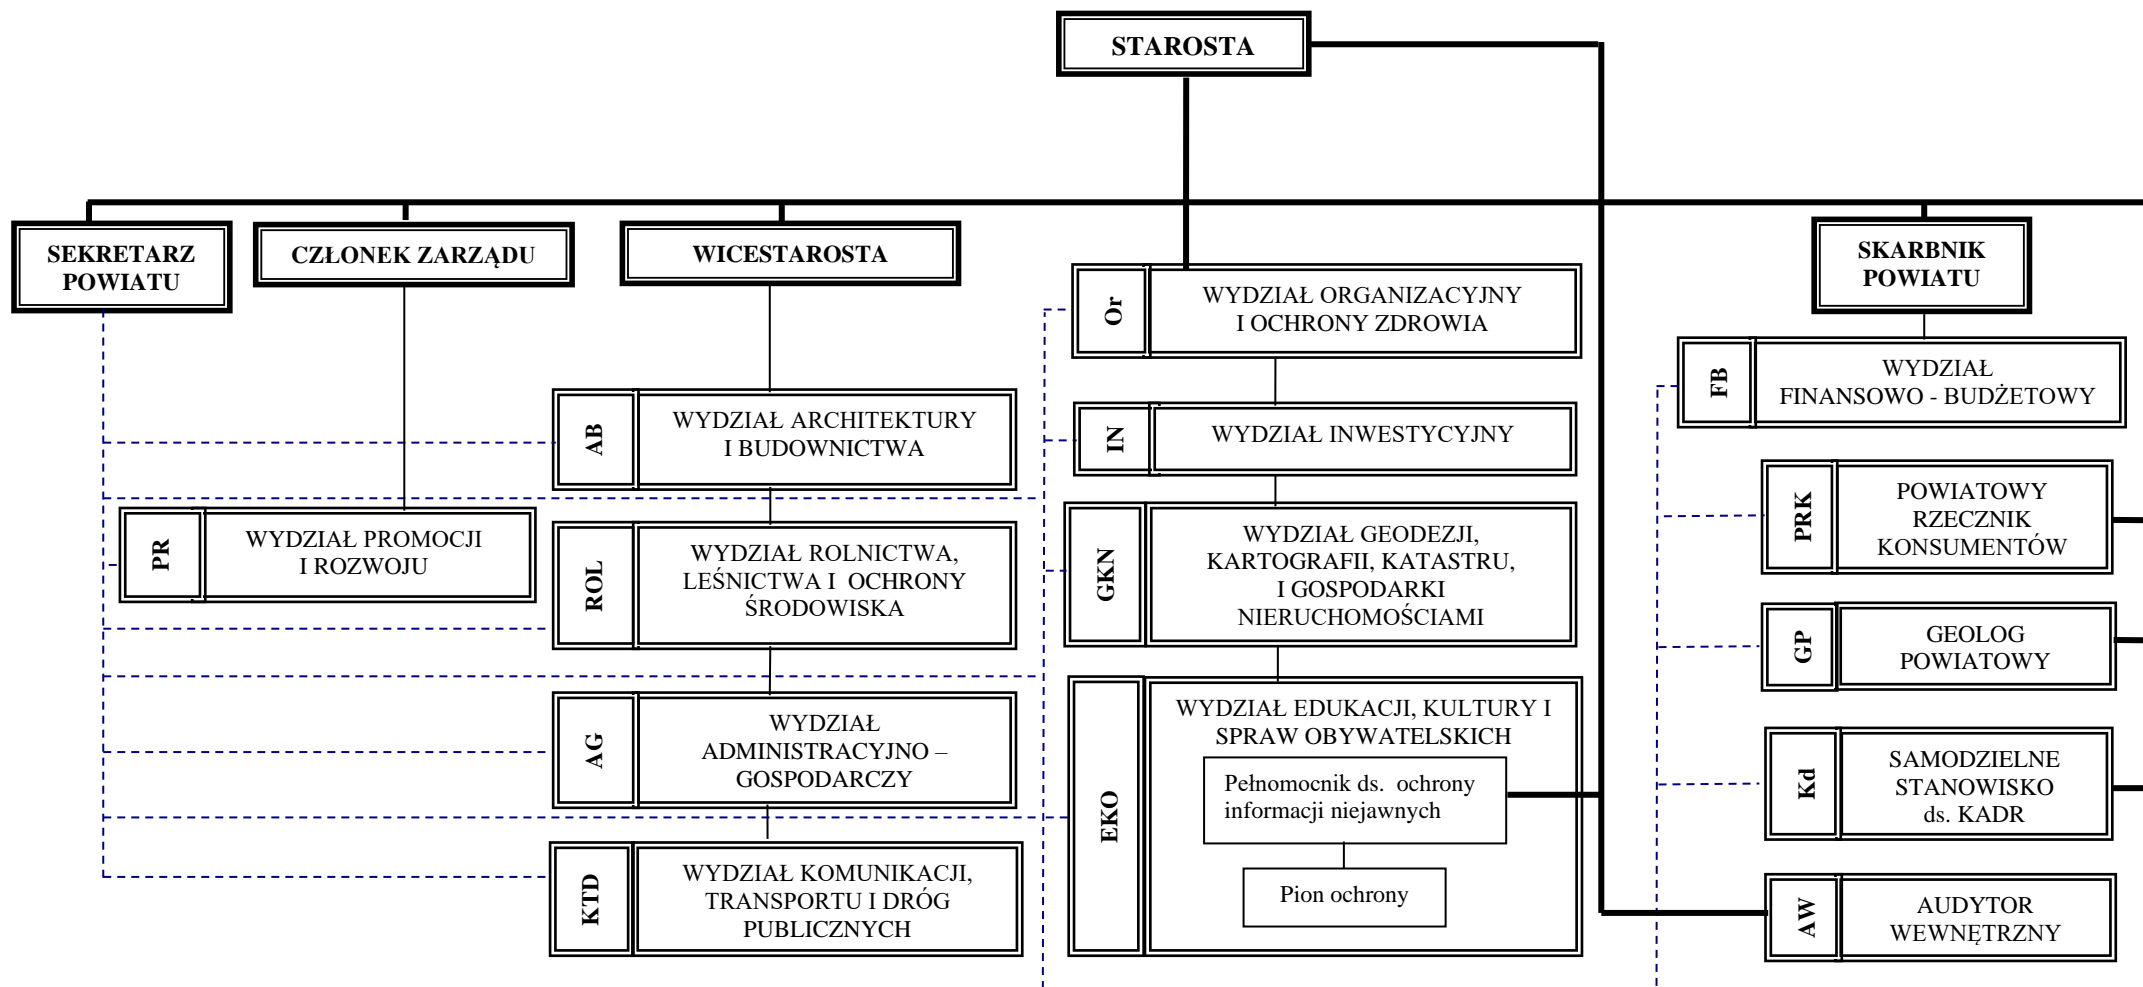 STAROSTA
SEKRETARZ
POWIATU
CZŁONEK ZARZĄDU
WICESTAROSTA
SKARBNIK
POWIATU
PR
WYDZIAŁ PROMOCJI
I ROZWOJU
AB
WYDZIAŁ ARCHITEKTURY
I BUDOWNICTWA
ROL
WYDZIAŁ ROLNICTWA,
LEŚNICTWA I OCHRONY
ŚRODOWISKA
AG
WYDZIAŁ
ADMINISTRACYJNO –
GOSPODARCZY
KTD
WYDZIAŁ KOMUNIKACJI,
TRANSPORTU I DRÓG
PUBLICZNYCH
Or
WYDZIAŁ ORGANIZACYJNY
I OCHRONY ZDROWIA
IN
WYDZIAŁ INWESTYCYJNY
GKN
WYDZIAŁ GEODEZJI,
KARTOGRAFII, KATASTRU,
I GOSPODARKI
NIERUCHOMOŚCIAMI
EKO
WYDZIAŁ EDUKACJI, KULTURY I
SPRAW OBYWATELSKICH
Pełnomocnik ds. ochrony
informacji niejawnych
Pion ochrony
FB
WYDZIAŁ
FINANSOWO - BUDŻETOWY
PRK
POWIATOWY
RZECZNIK
KONSUMENTÓW
GP
GEOLOG
POWIATOWY
Kd
SAMODZIELNE
STANOWISKO
ds. KADR
AW
AUDYTOR
WEWNĘTRZNY